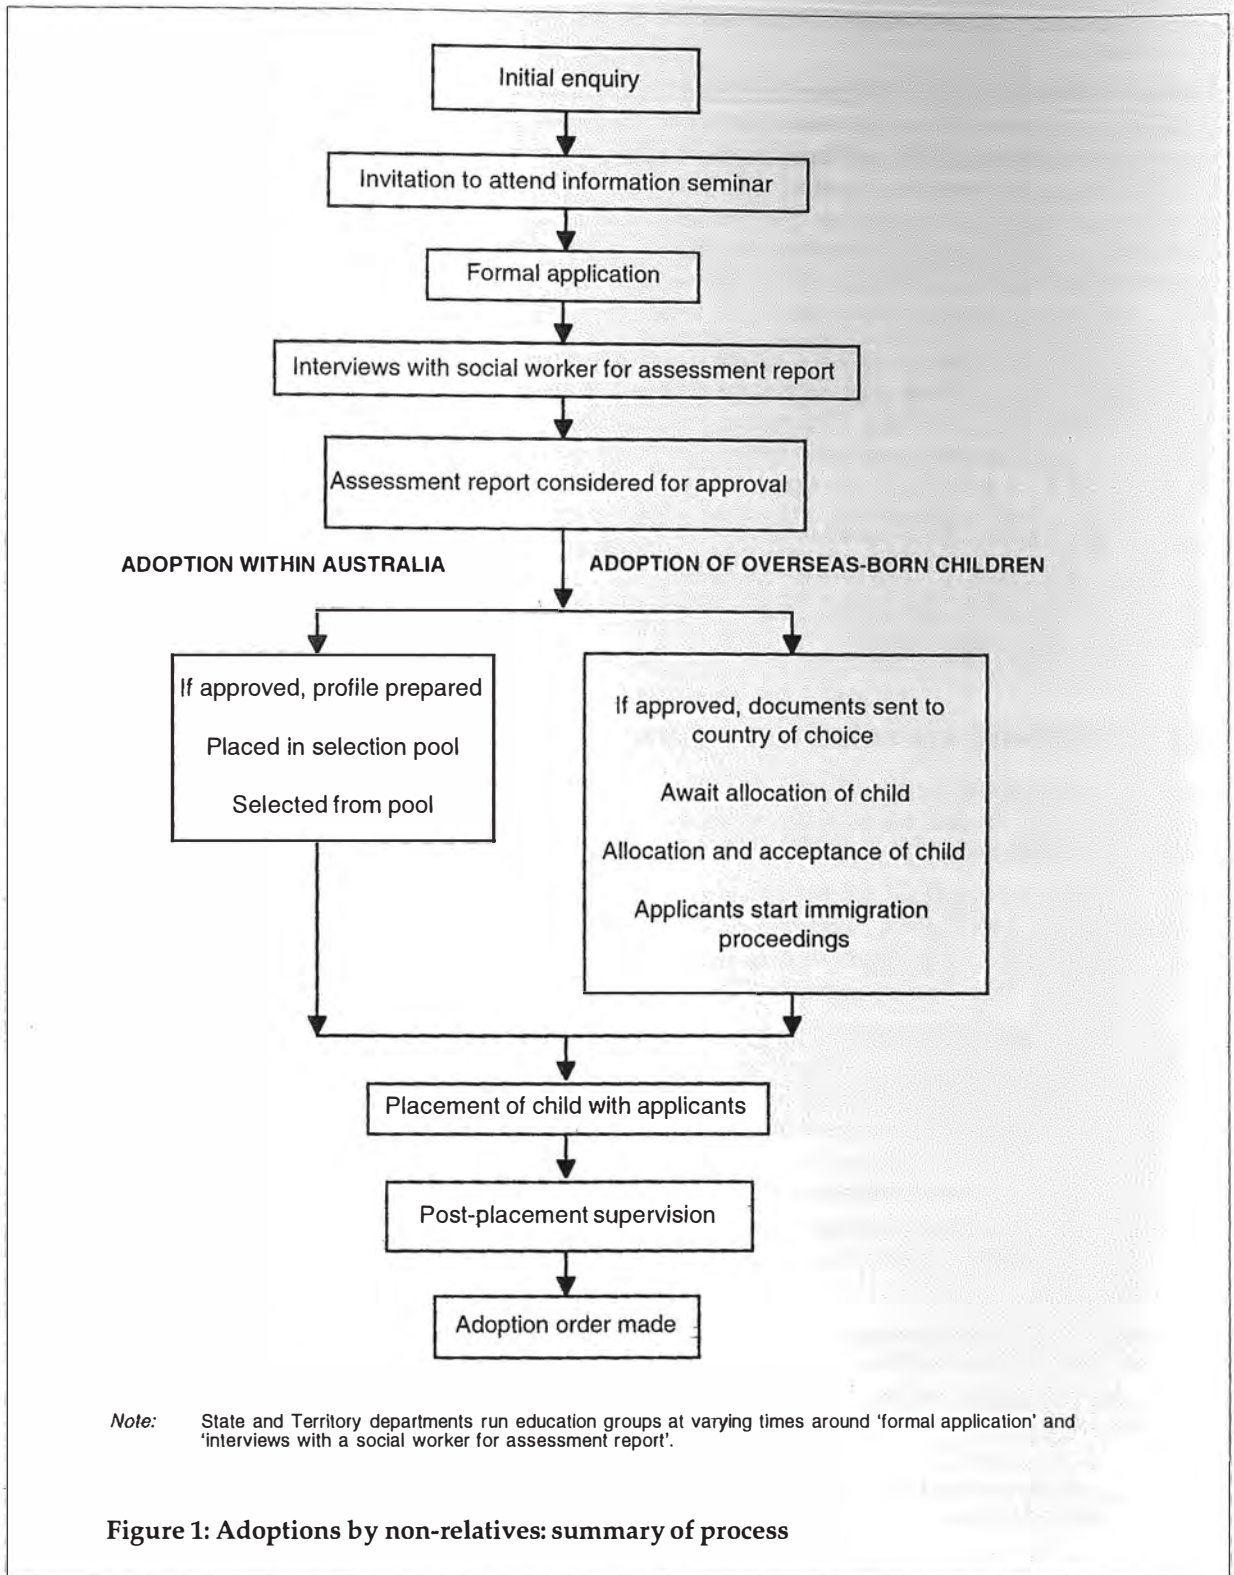 Initial enquiry
Invitation to attend information seminar
Formal application
Interviews with social worker for assessment report
Assessment report considered for approval
ADOPTION WITHIN AUSTRALIA
ADOPTION OF OVERSEAS-BORN CHILDREN
If approved, profile prepared
Placed in selection pool
Selected from pool
If approved, documents sent to
country of choice
Await allocation of child
Allocation and acceptance of child
Applicants start immigration
proceedings
Placement of child with applicants
Post-placement supervision
Adoption order made
Note: State and Territory departments run education groups at varying times around ‘formal application’ and
‘interviews with a social worker for assessment report’.
Figure 1: Adoptions by non-relatives: summary of process